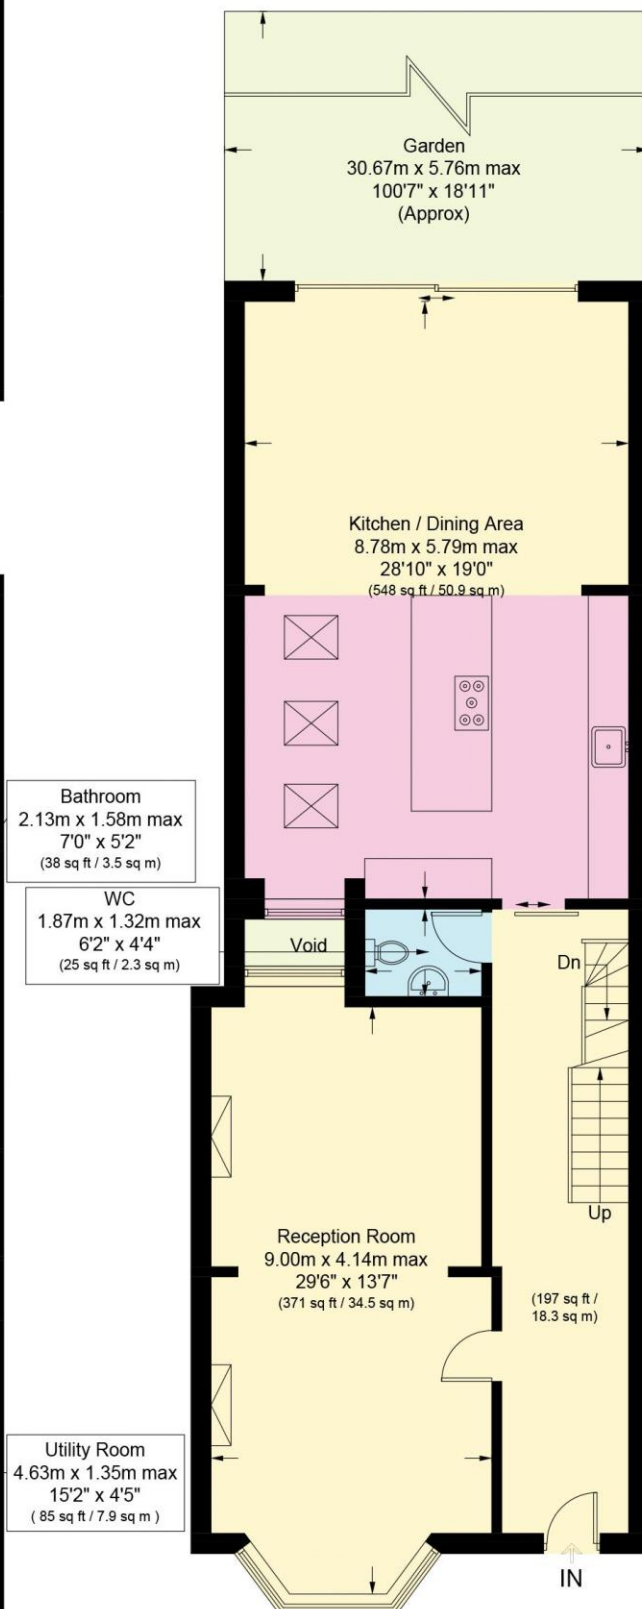 Garden
30.67m x 5.76m max
100'7" x 18'11"
(Approx)
Kitchen / Dining Area
8.78m x 5.79m max
28'10" x 19'0"
(548 sq ft / 50.9 sq m)
Bathroom
2.13m x 1.58m max
7'0" x 5'2"
(38 sq ft / 3.5 sq m)
WC
1.87m x 1.32m max
6'2" x 4'4"
(25 sq ft / 2.3 sq m)
Void
Dn
Up
Reception Room
9.00m x 4.14m max
29'6" x 13'7"
(371 sq ft / 34.5 sq m)
(197 sq ft /
18.3 sq m)
Utility Room
4.63m x 1.35m max
15'2" x 4'5"
( 85 sq ft / 7.9 sq m )
IN